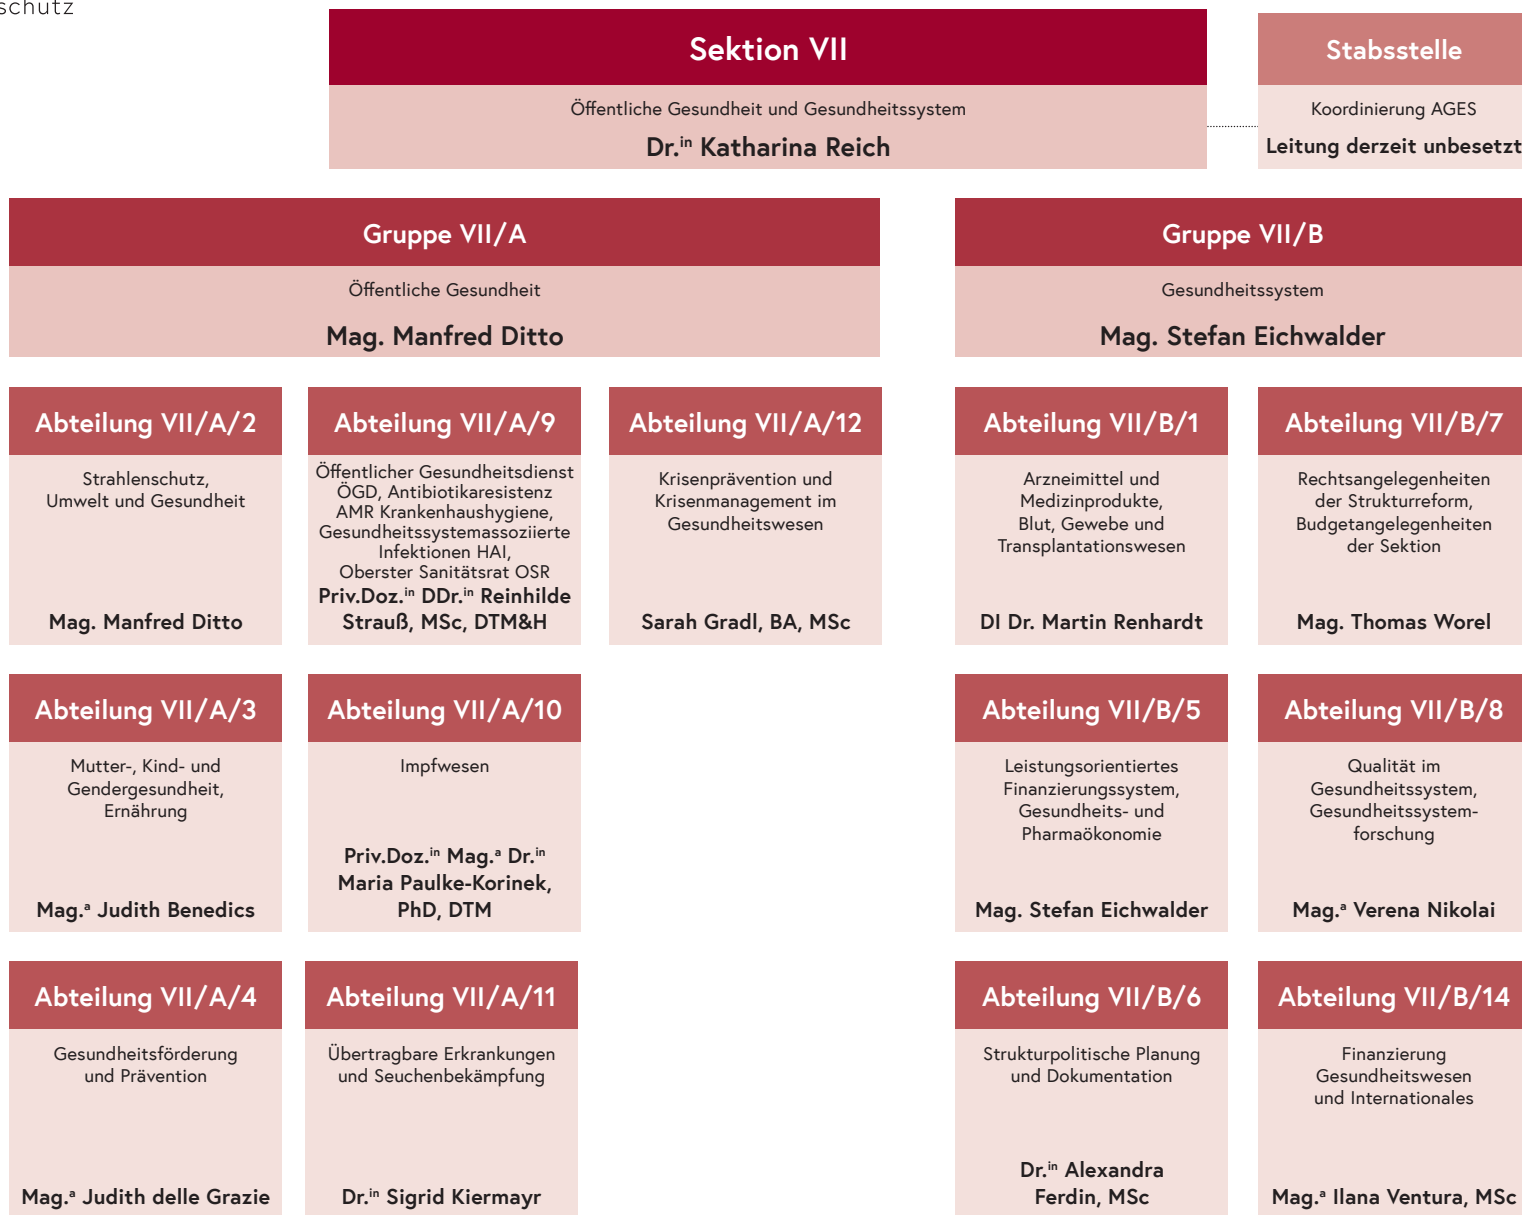 schutz
Sektion VII
Öffentliche Gesundheit und Gesundheitssystem
Dr.ⁱⁿ Katharina Reich
Stabsstelle
Koordinierung AGES
Leitung derzeit unbesetzt
Gruppe VII/A
Öffentliche Gesundheit
Mag. Manfred Ditto
Gruppe VII/B
Gesundheitssystem
Mag. Stefan Eichwalder
Abteilung VII/A/2
Strahlenschutz,
Umwelt und Gesundheit
Mag. Manfred Ditto
Abteilung VII/A/9
Öffentlicher Gesundheitsdienst
ÖGD, Antibiotikaresistenz
AMR Krankenhaushygiene,
Gesundheitssystemassoziierte
Infektionen HAI,
Oberster Sanitätsrat OSR
Priv.Doz.ⁱⁿ DDr.ⁱⁿ Reinhilde
Strauß, MSc, DTM&H
Abteilung VII/A/12
Krisenprävention und
Krisenmanagement im
Gesundheitswesen
Sarah Gradl, BA, MSc
Abteilung VII/B/1
Arzneimittel und
Medizinprodukte,
Blut, Gewebe und
Transplantationswesen
DI Dr. Martin Renhardt
Abteilung VII/B/7
Rechtsangelegenheiten
der Strukturreform,
Budgetangelegenheiten
der Sektion
Mag. Thomas Worel
Abteilung VII/A/3
Mutter-, Kind- und
Gendergesundheit,
Ernährung
Mag.ᵃ Judith Benedics
Abteilung VII/A/10
Impfwesen
Priv.Doz.ⁱⁿ Mag.ᵃ Dr.ⁱⁿ
Maria Paulke-Korinek,
PhD, DTM
Abteilung VII/B/5
Leistungsorientiertes
Finanzierungssystem,
Gesundheits- und
Pharmaökonomie
Mag. Stefan Eichwalder
Abteilung VII/B/8
Qualität im
Gesundheitssystem,
Gesundheitssystem-
forschung
Mag.ᵃ Verena Nikolai
Abteilung VII/A/4
Gesundheitsförderung
und Prävention
Mag.ᵃ Judith delle Grazie
Abteilung VII/A/11
Übertragbare Erkrankungen
und Seuchenbekämpfung
Dr.ⁱⁿ Sigrid Kiermayr
Abteilung VII/B/6
Strukturpolitische Planung
und Dokumentation
Dr.ⁱⁿ Alexandra
Ferdin, MSc
Abteilung VII/B/14
Finanzierung
Gesundheitswesen
und Internationales
Mag.ᵃ Ilana Ventura, MSc